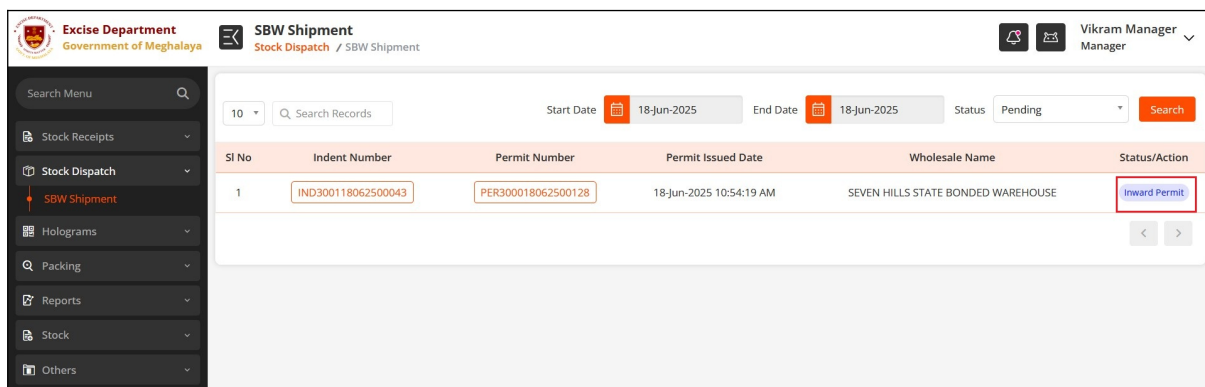 Excise Department
Government of Meghalaya
SBW Shipment
Stock Dispatch / SBW Shipment
Vikram Manager
Manager
Search Menu
Stock Receipts
Stock Dispatch
SBW Shipment
Holograms
Packing
Reports
Stock
Others
10 Search Records Start Date 18-Jun-2025 End Date 18-Jun-2025 Status Pending Search
Sl No Indent Number Permit Number Permit Issued Date Wholesale Name Status/Action
1 IND300118062500043 PER300018062500128 18-Jun-2025 10:54:19 AM SEVEN HILLS STATE BONDED WAREHOUSE Inward Permit